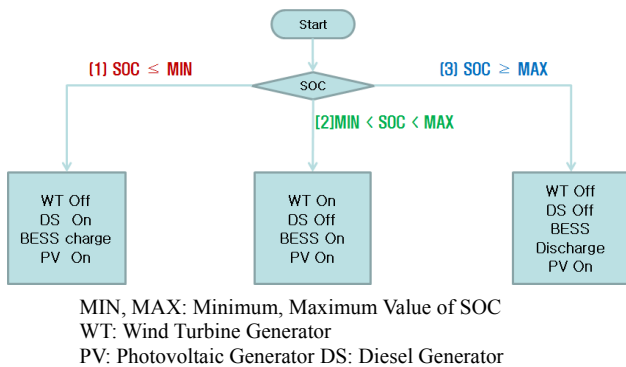 Start
(1) SOC ≤ MIN
(3) SOC ≥ MAX
SOC
(2)MIN < SOC < MAX
WT Off
DS On
BESS charge
PV On
WT On
DS Off
BESS On
PV On
WT Off
DS Off
BESS
Discharge
PV On
MIN, MAX: Minimum, Maximum Value of SOC
WT: Wind Turbine Generator
PV: Photovoltaic Generator DS: Diesel Generator